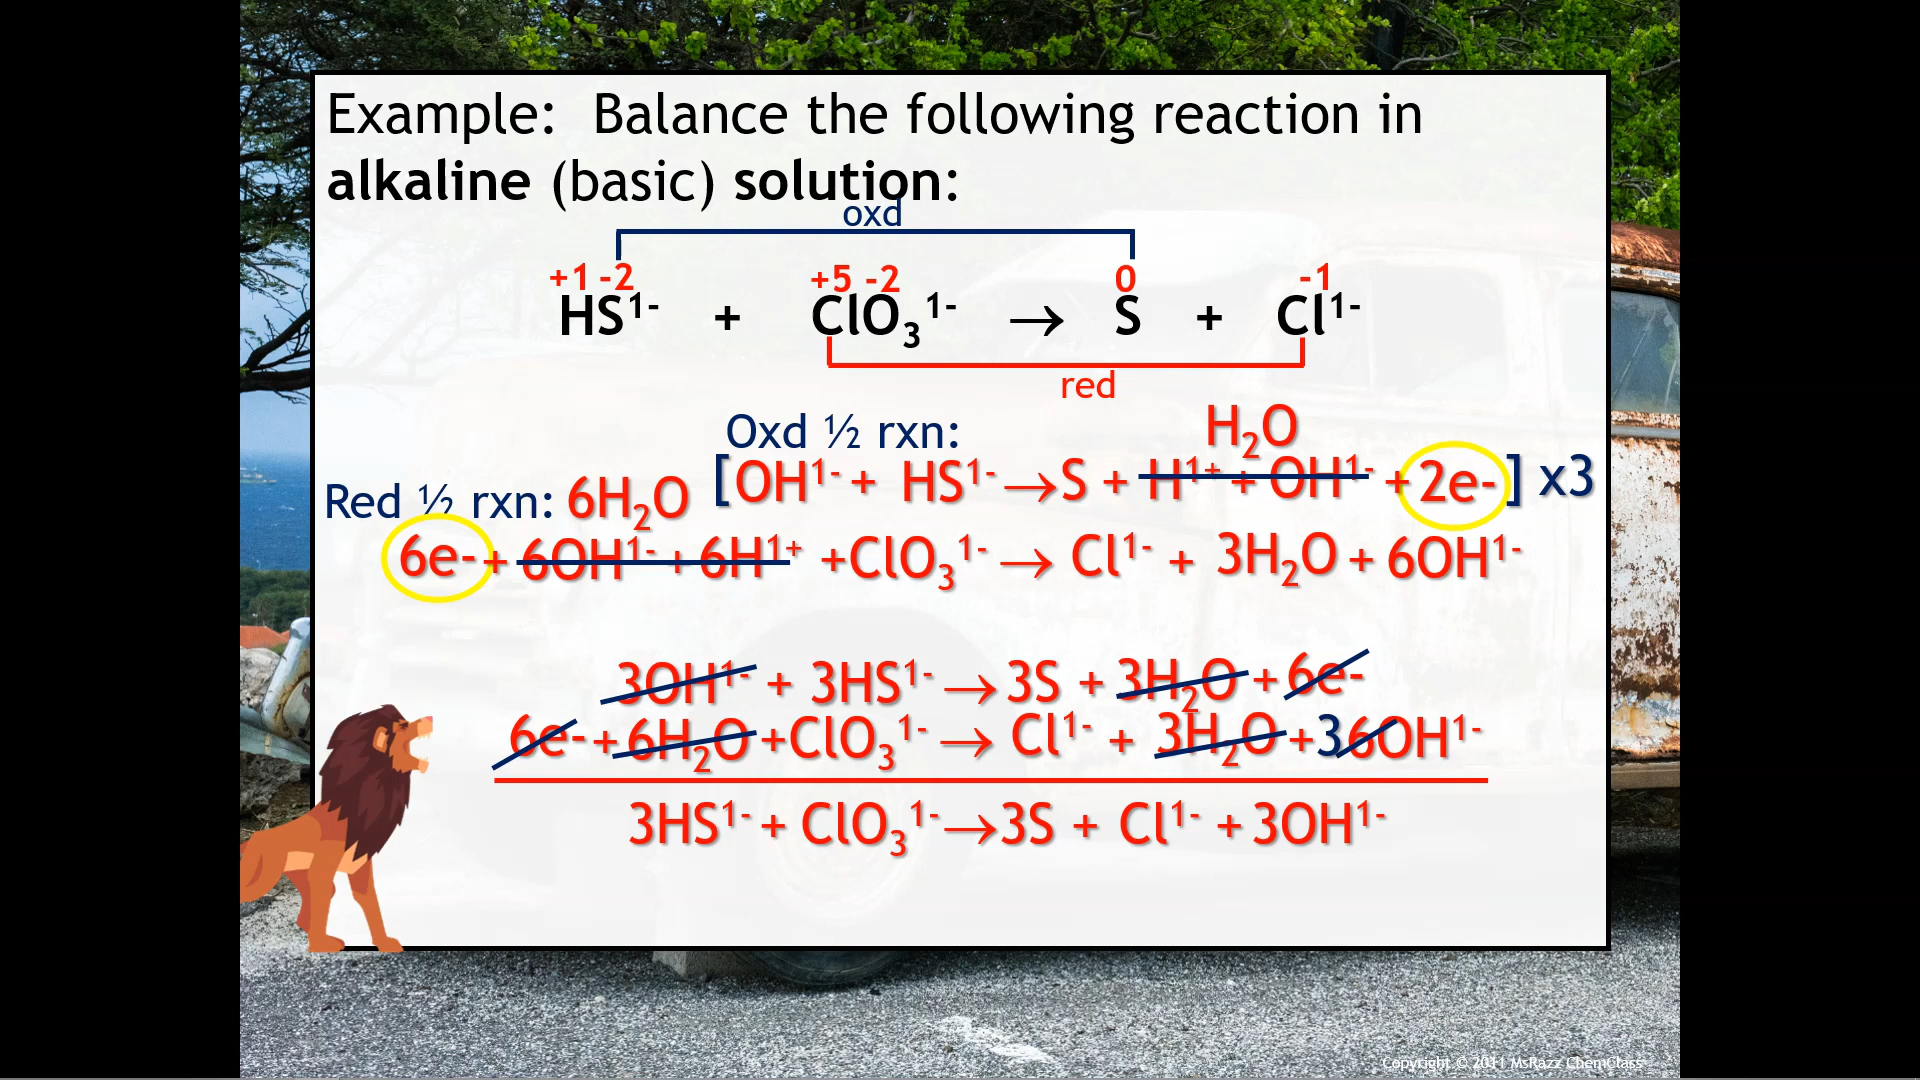 Example:  Balance the following reaction in
alkaline (basic) solution:
oxd
+1 -2 +5 -2 0 -1
HS¹⁻ + ClO₃¹⁻ → S + Cl¹⁻
red
Oxd ½ rxn: H₂O
[OH¹⁻ + HS¹⁻ → S + H¹⁺ + OH¹⁻ + 2e-] x3
Red ½ rxn: 6H₂O
6e- + 6OH¹⁻ + 6H¹⁺ + ClO₃¹⁻ → Cl¹⁻ + 3H₂O + 6OH¹⁻
3OH¹⁻ + 3HS¹⁻ → 3S + 3H₂O + 6e-
6e- + 6H₂O + ClO₃¹⁻ → Cl¹⁻ + 3H₂O + 3 6OH¹⁻
3HS¹⁻ + ClO₃¹⁻ → 3S + Cl¹⁻ + 3OH¹⁻
Copyright © 2011 MsRazz ChemClass